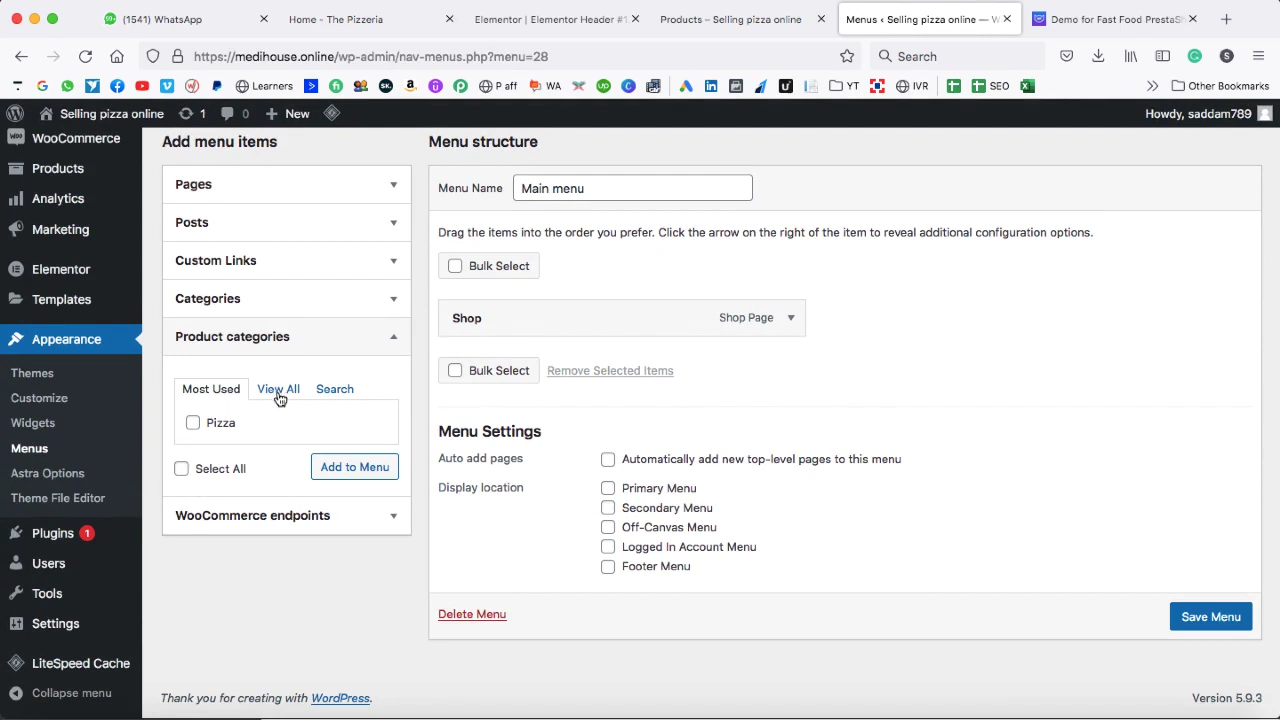 (1541) WhatsApp
Home - The Pizzeria
Elementor | Elementor Header #1
Products – Selling pizza online
Menus ‹ Selling pizza online — W
Demo for Fast Food PrestaSh
https://medihouse.online/wp-admin/nav-menus.php?menu=28
Search
Learners
P aff
WA
YT
IVR
SEO
Other Bookmarks
Selling pizza online
1
0
New
Howdy, saddam789
WooCommerce
Products
Analytics
Marketing
Elementor
Templates
Appearance
Themes
Customize
Widgets
Menus
Astra Options
Theme File Editor
Plugins 1
Users
Tools
Settings
LiteSpeed Cache
Collapse menu
Add menu items
Pages
Posts
Custom Links
Categories
Product categories
Most Used
View All
Search
Pizza
Select All
Add to Menu
WooCommerce endpoints
Menu structure
Menu Name
Main menu
Drag the items into the order you prefer. Click the arrow on the right of the item to reveal additional configuration options.
Bulk Select
Shop
Shop Page
Bulk Select
Remove Selected Items
Menu Settings
Auto add pages
Automatically add new top-level pages to this menu
Display location
Primary Menu
Secondary Menu
Off-Canvas Menu
Logged In Account Menu
Footer Menu
Delete Menu
Save Menu
Thank you for creating with WordPress.
Version 5.9.3